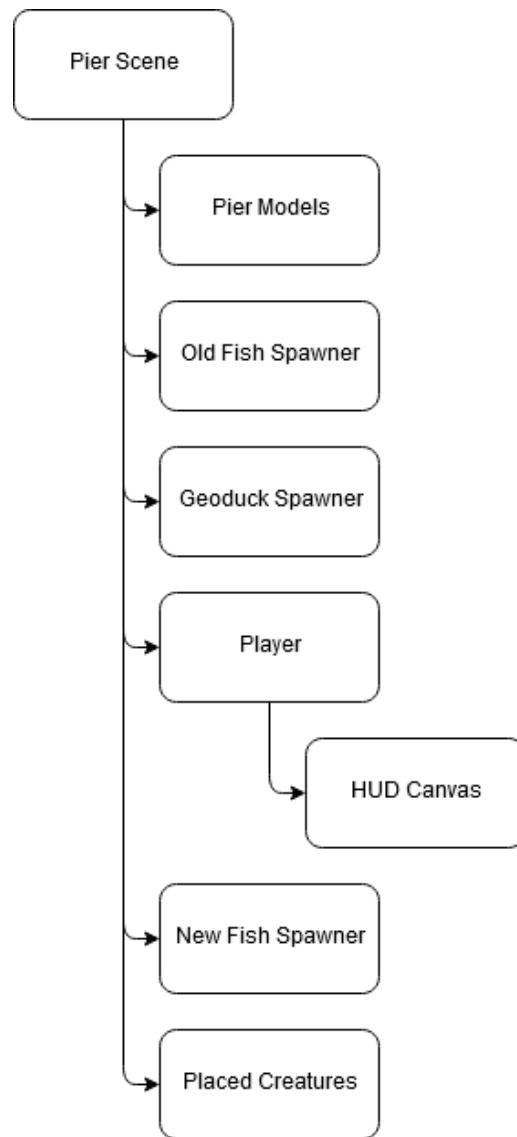 Pier Scene
Pier Models
Old Fish Spawner
Geoduck Spawner
Player
HUD Canvas
New Fish Spawner
Placed Creatures